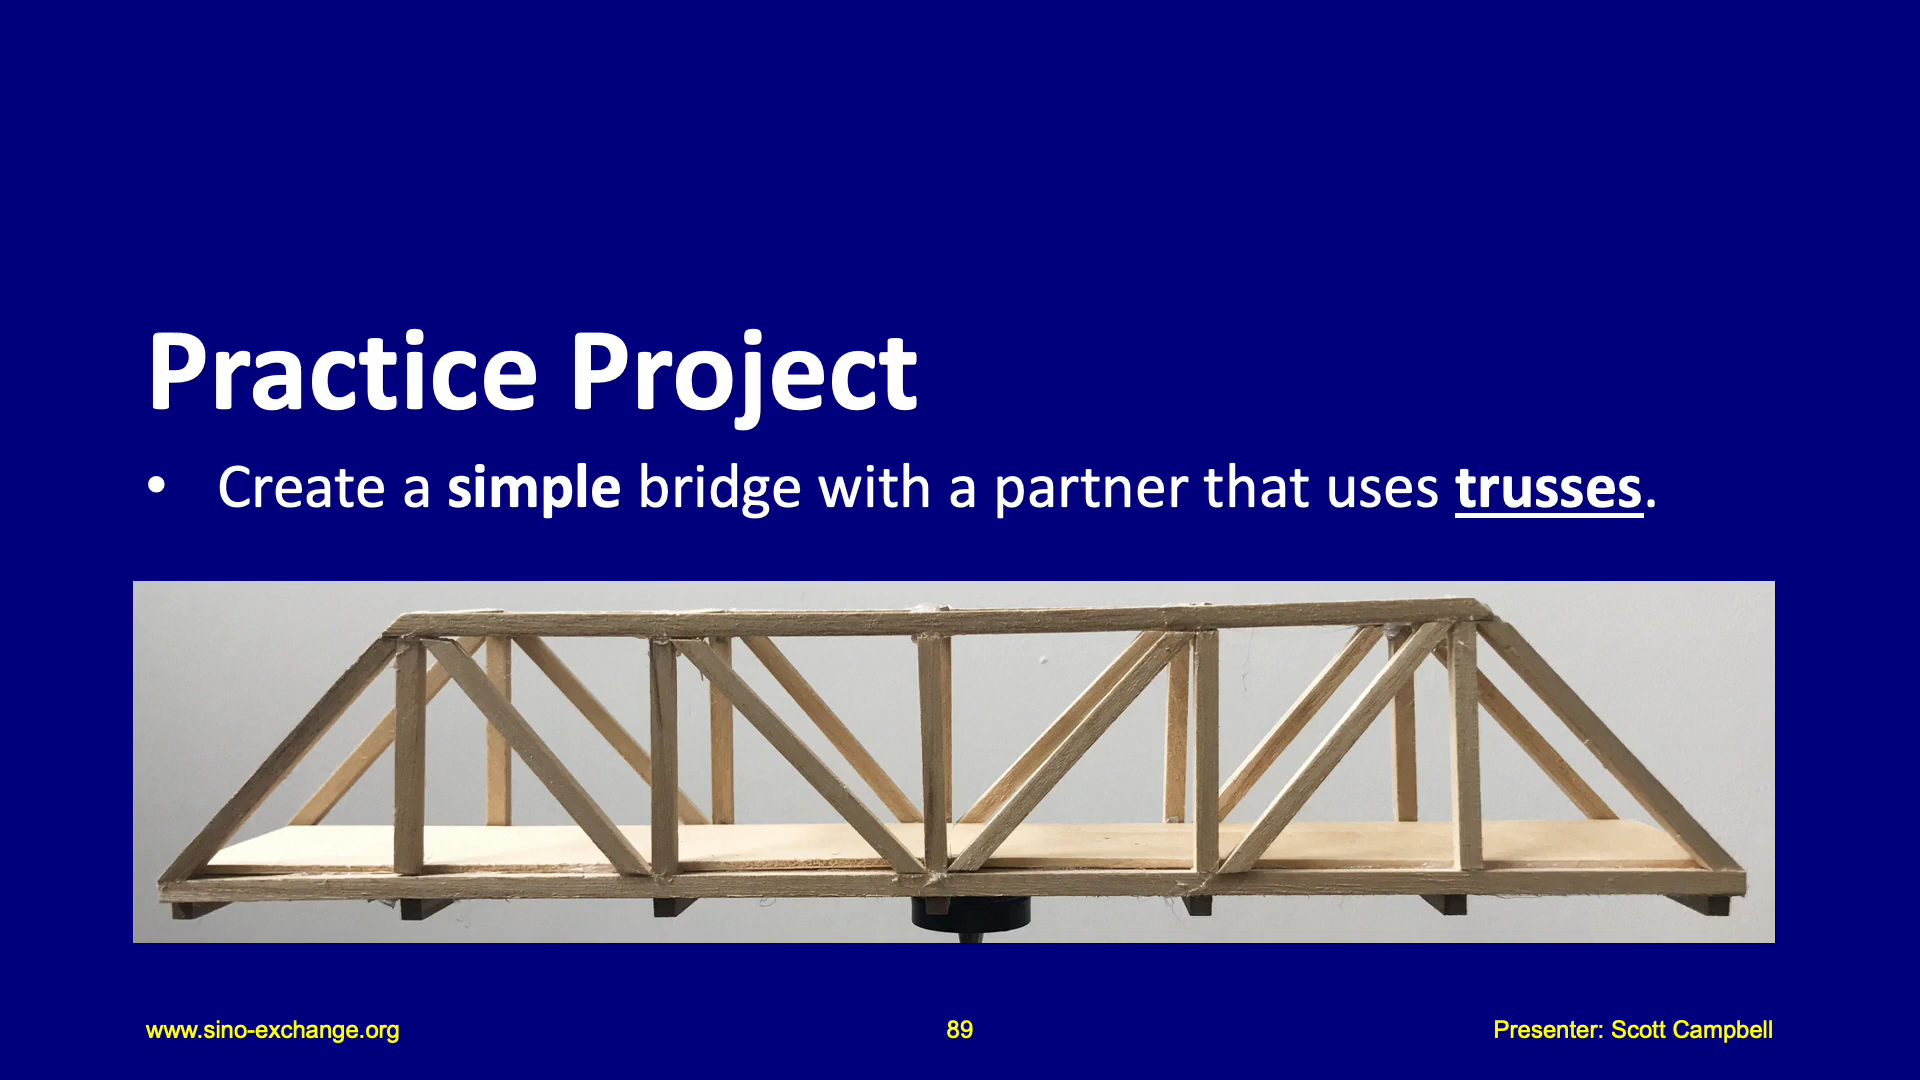 Practice Project
• Create a simple bridge with a partner that uses trusses.
www.sino-exchange.org
89
Presenter: Scott Campbell